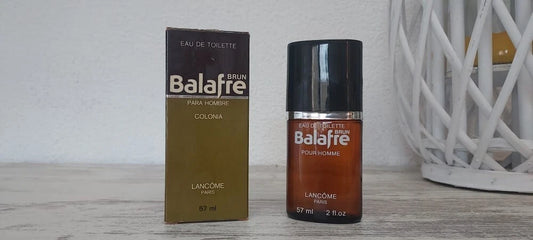 EAU DE TOILETTE
BRUN
Balafre
PARA HOMBRE
COLONIA
LANCÔME
PARIS
57 ml
EAU DE TOILETTE
BRUN
Balafre
POUR HOMME
LANCÔME
PARIS
57 ml 2 fl.oz